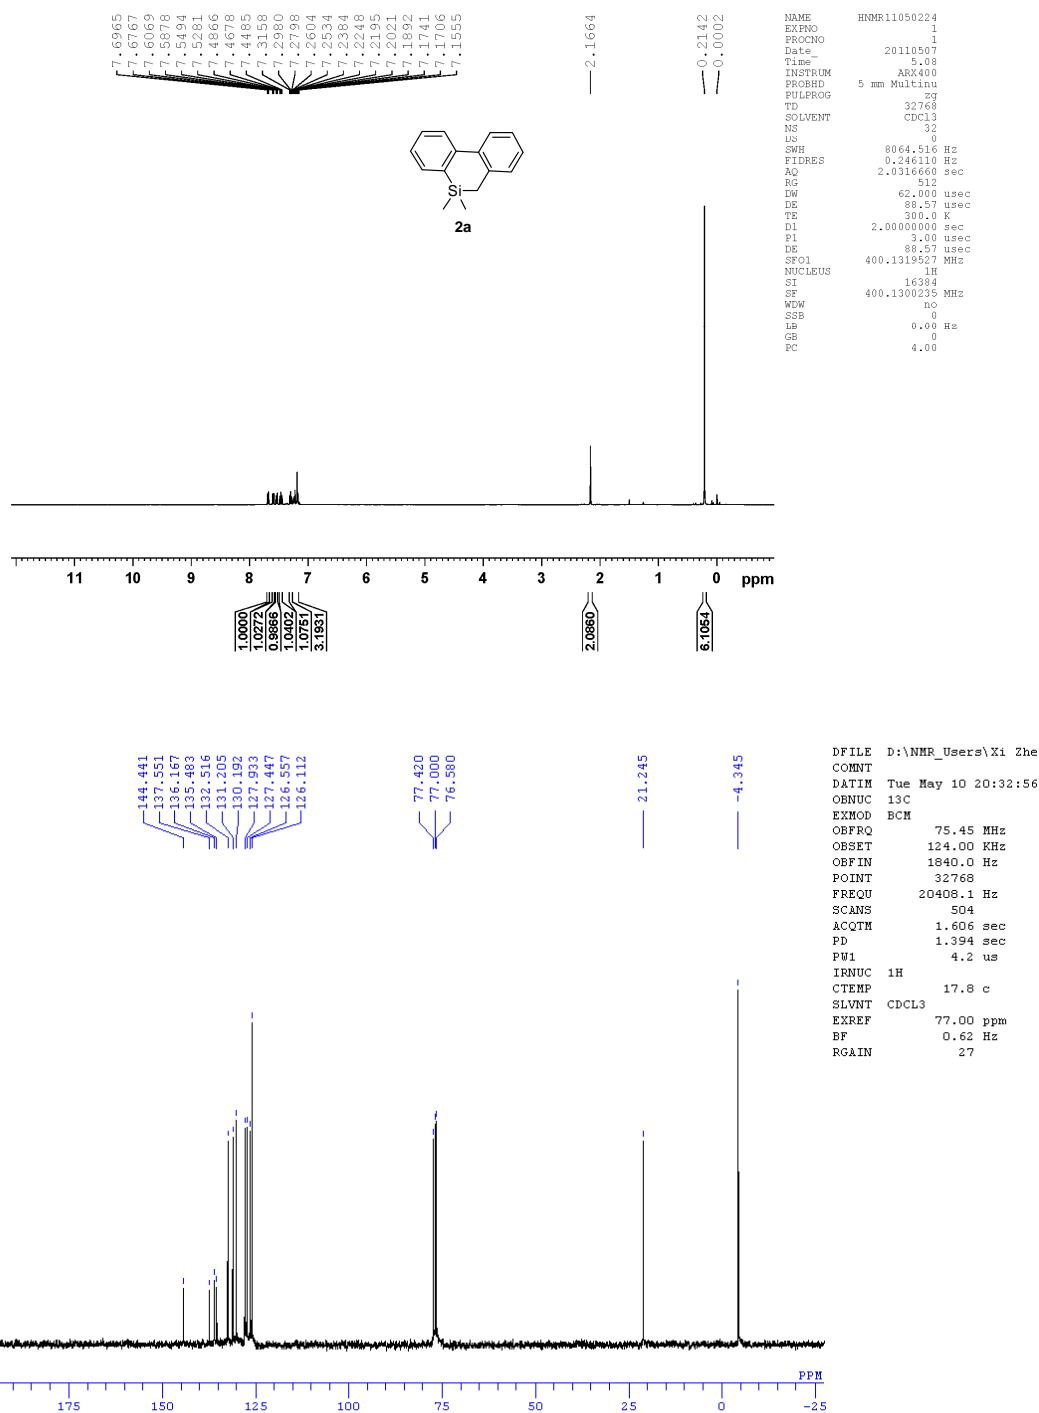 7.6965
7.6767
7.6069
7.5878
7.5494
7.5281
7.4866
7.4678
7.4485
7.3158
7.2980
7.2798
7.2604
7.2534
7.2384
7.2248
7.2195
7.2021
7.1892
7.1741
7.1706
7.1555
2.1664
0.2142
0.0002
NAME HNMR11050224
EXPNO 1
PROCNO 1
Date_ 20110507
Time 5.08
INSTRUM ARX400
PROBHD 5 mm Multinu
PULPROG zg
TD 32768
SOLVENT CDCl3
NS 32
DS 0
SWH 8064.516 Hz
FIDRES 0.246110 Hz
AQ 2.0316660 sec
RG 512
DW 62.000 usec
DE 88.57 usec
TE 300.0 K
D1 2.00000000 sec
P1 3.00 usec
DE 88.57 usec
SFO1 400.1319527 MHz
NUCLEUS 1H
SI 16384
SF 400.1300235 MHz
WDW no
SSB 0
LB 0.00 Hz
GB 0
PC 4.00
Si
2a
11 10 9 8 7 6 5 4 3 2 1 0 ppm
1.0000
1.0272
0.9866
1.0402
1.0751
3.1931
2.0860
6.1054
144.441
137.551
136.167
135.483
132.516
131.205
130.192
127.933
127.447
126.557
126.112
77.420
77.000
76.580
21.245
-4.345
DFILE D:\NMR_Users\Xi Zhe
COMNT
DATIM Tue May 10 20:32:56
OBNUC 13C
EXMOD BCM
OBFRQ 75.45 MHz
OBSET 124.00 KHz
OBFIN 1840.0 Hz
POINT 32768
FREQU 20408.1 Hz
SCANS 504
ACQTM 1.606 sec
PD 1.394 sec
PW1 4.2 us
IRNUC 1H
CTEMP 17.8 c
SLVNT CDCL3
EXREF 77.00 ppm
BF 0.62 Hz
RGAIN 27
PPM
175 150 125 100 75 50 25 0 -25